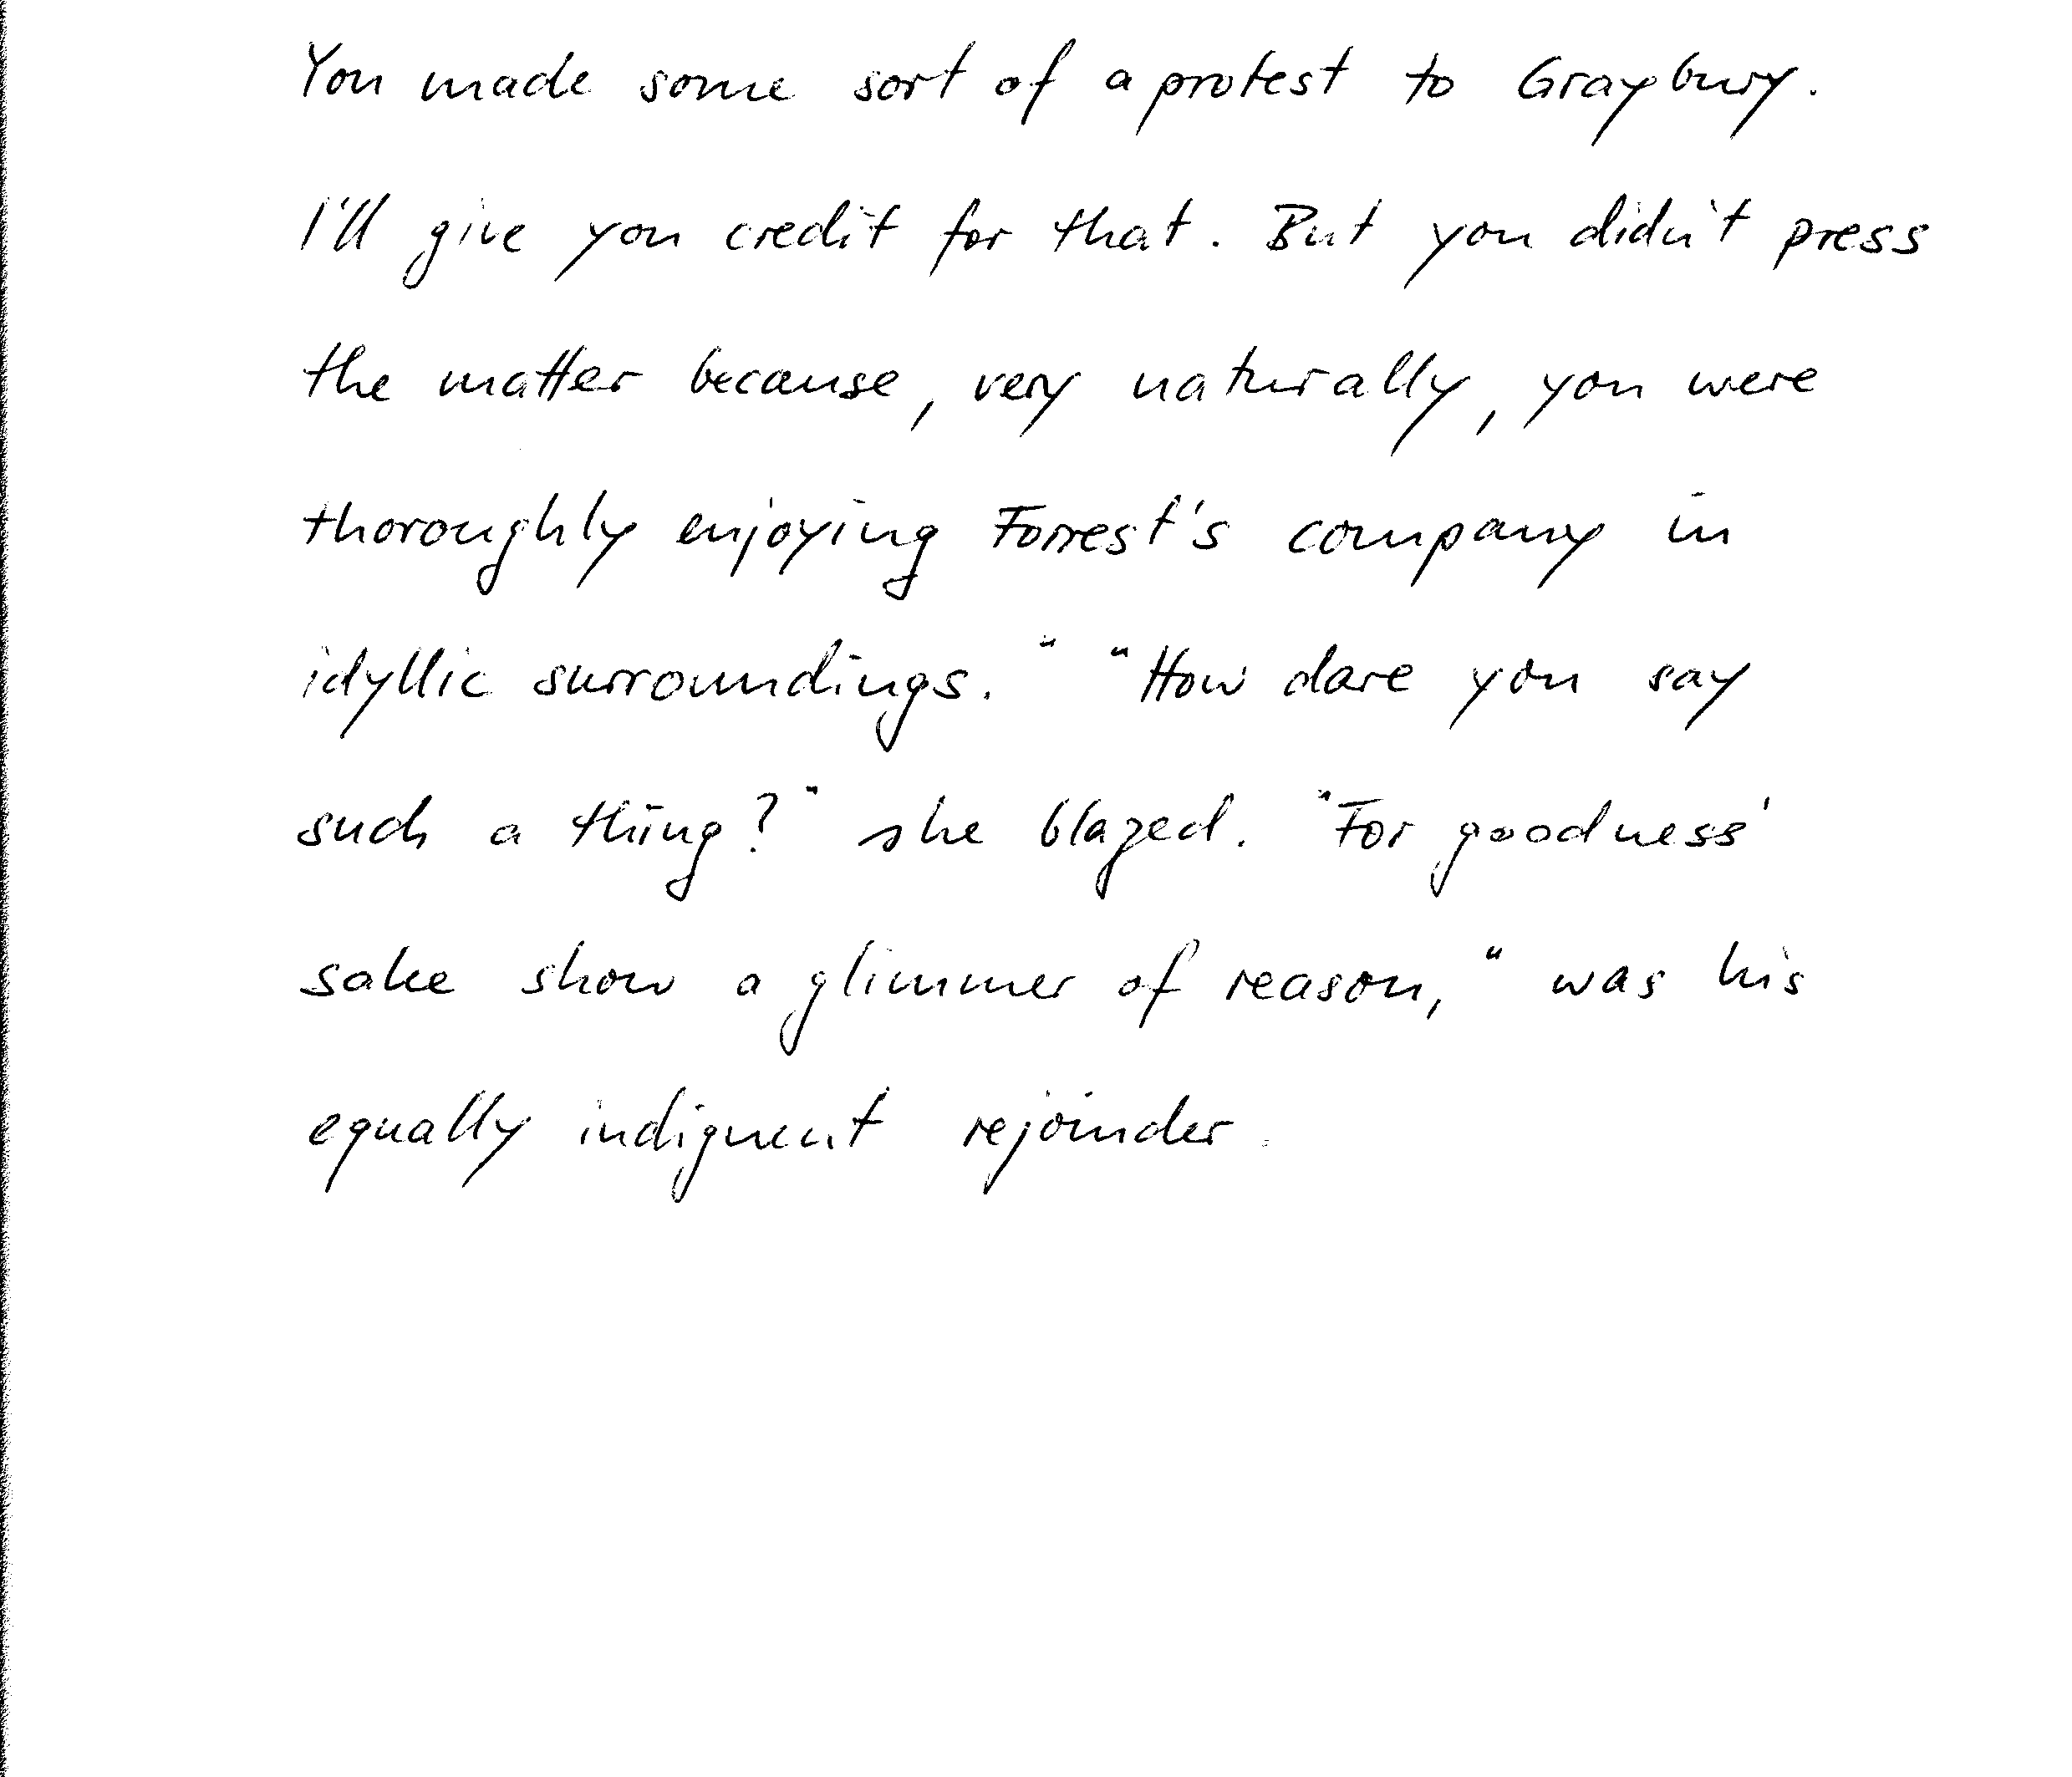 You made some sort of a protest to Graybury.
I'll give you credit for that. But you didn't press
the matter because, very naturally, you were
thoroughly enjoying Forrest's company in
idyllic surroundings." "How dare you say
such a thing?" she blazed. "For goodness'
sake show a glimmer of reason," was his
equally indignent rejoinder.